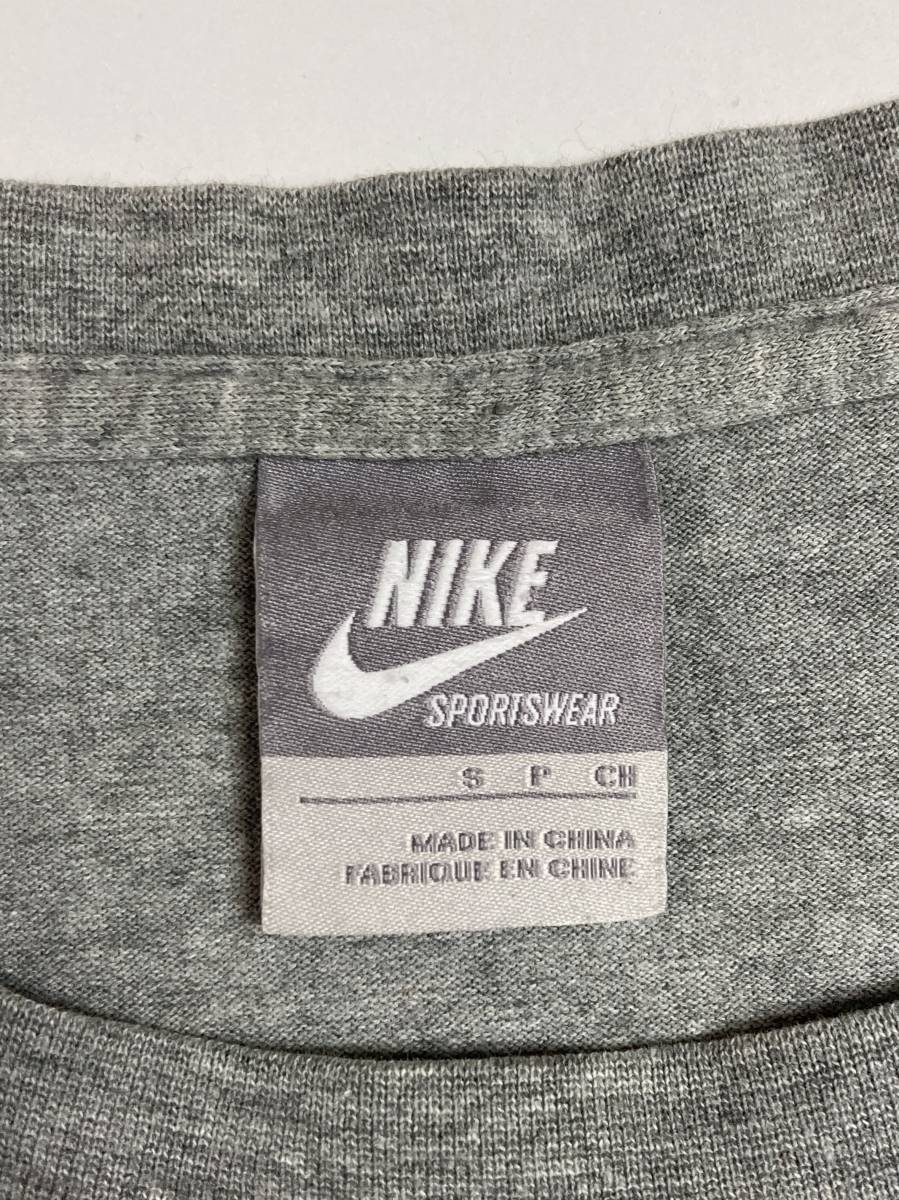 NIKE
SPORTSWEAR
S P CH
MADE IN CHINA
FABRIQUE EN CHINE